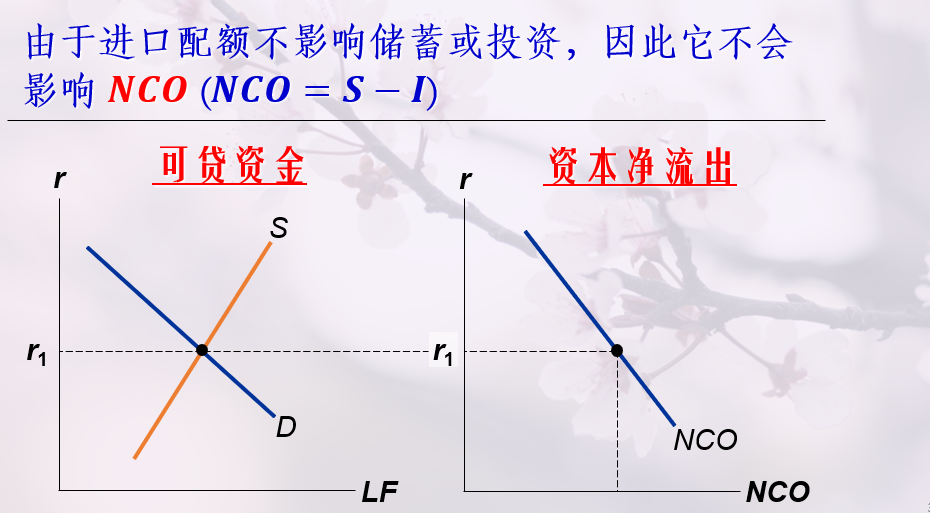 由于进口配额不影响储蓄或投资，因此它不会
影响 NCO (NCO = S − I)
可贷资金
资本净流出
r
S
r₁
D
LF
r
r₁
NCO
NCO